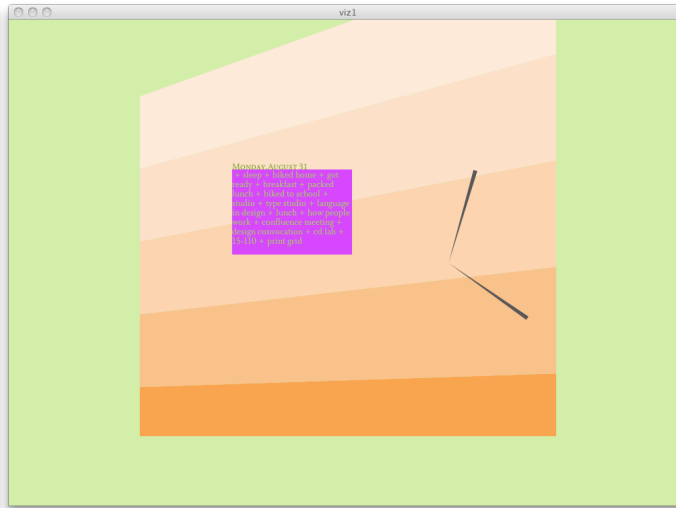 viz1
Monday, August 31
+ sleep + biked home + got
ready + breakfast + packed
lunch + biked to school +
studio + type studio + language
in design + lunch + how people
work + confluence meeting +
design convocation + cd lab +
15-110 + print grid